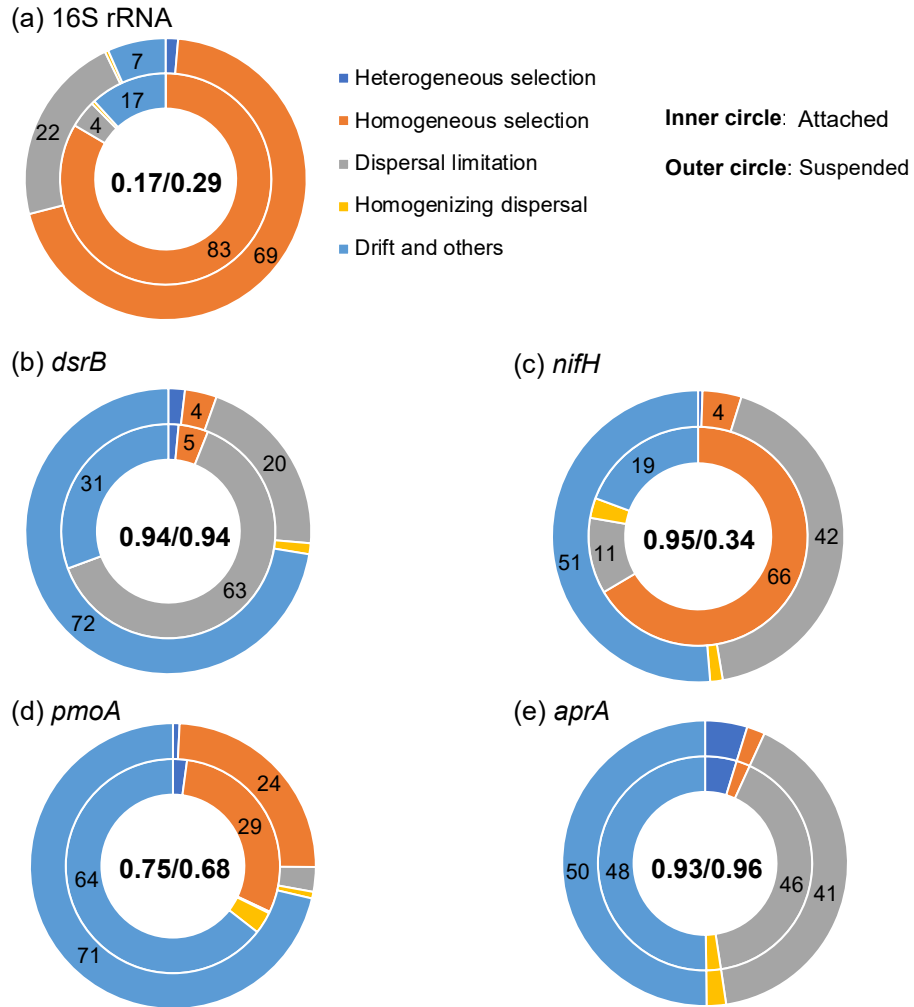 (a) 16S rRNA
7
17
22
4
0.17/0.29
83
69
Heterogeneous selection
Homogeneous selection
Dispersal limitation
Homogenizing dispersal
Drift and others
Inner circle: Attached
Outer circle: Suspended
(b) dsrB
4
5
20
31
0.94/0.94
63
72
(c) nifH
4
19
42
11
0.95/0.34
51
66
(d) pmoA
24
29
0.75/0.68
64
71
(e) aprA
50
48
0.93/0.96
46
41